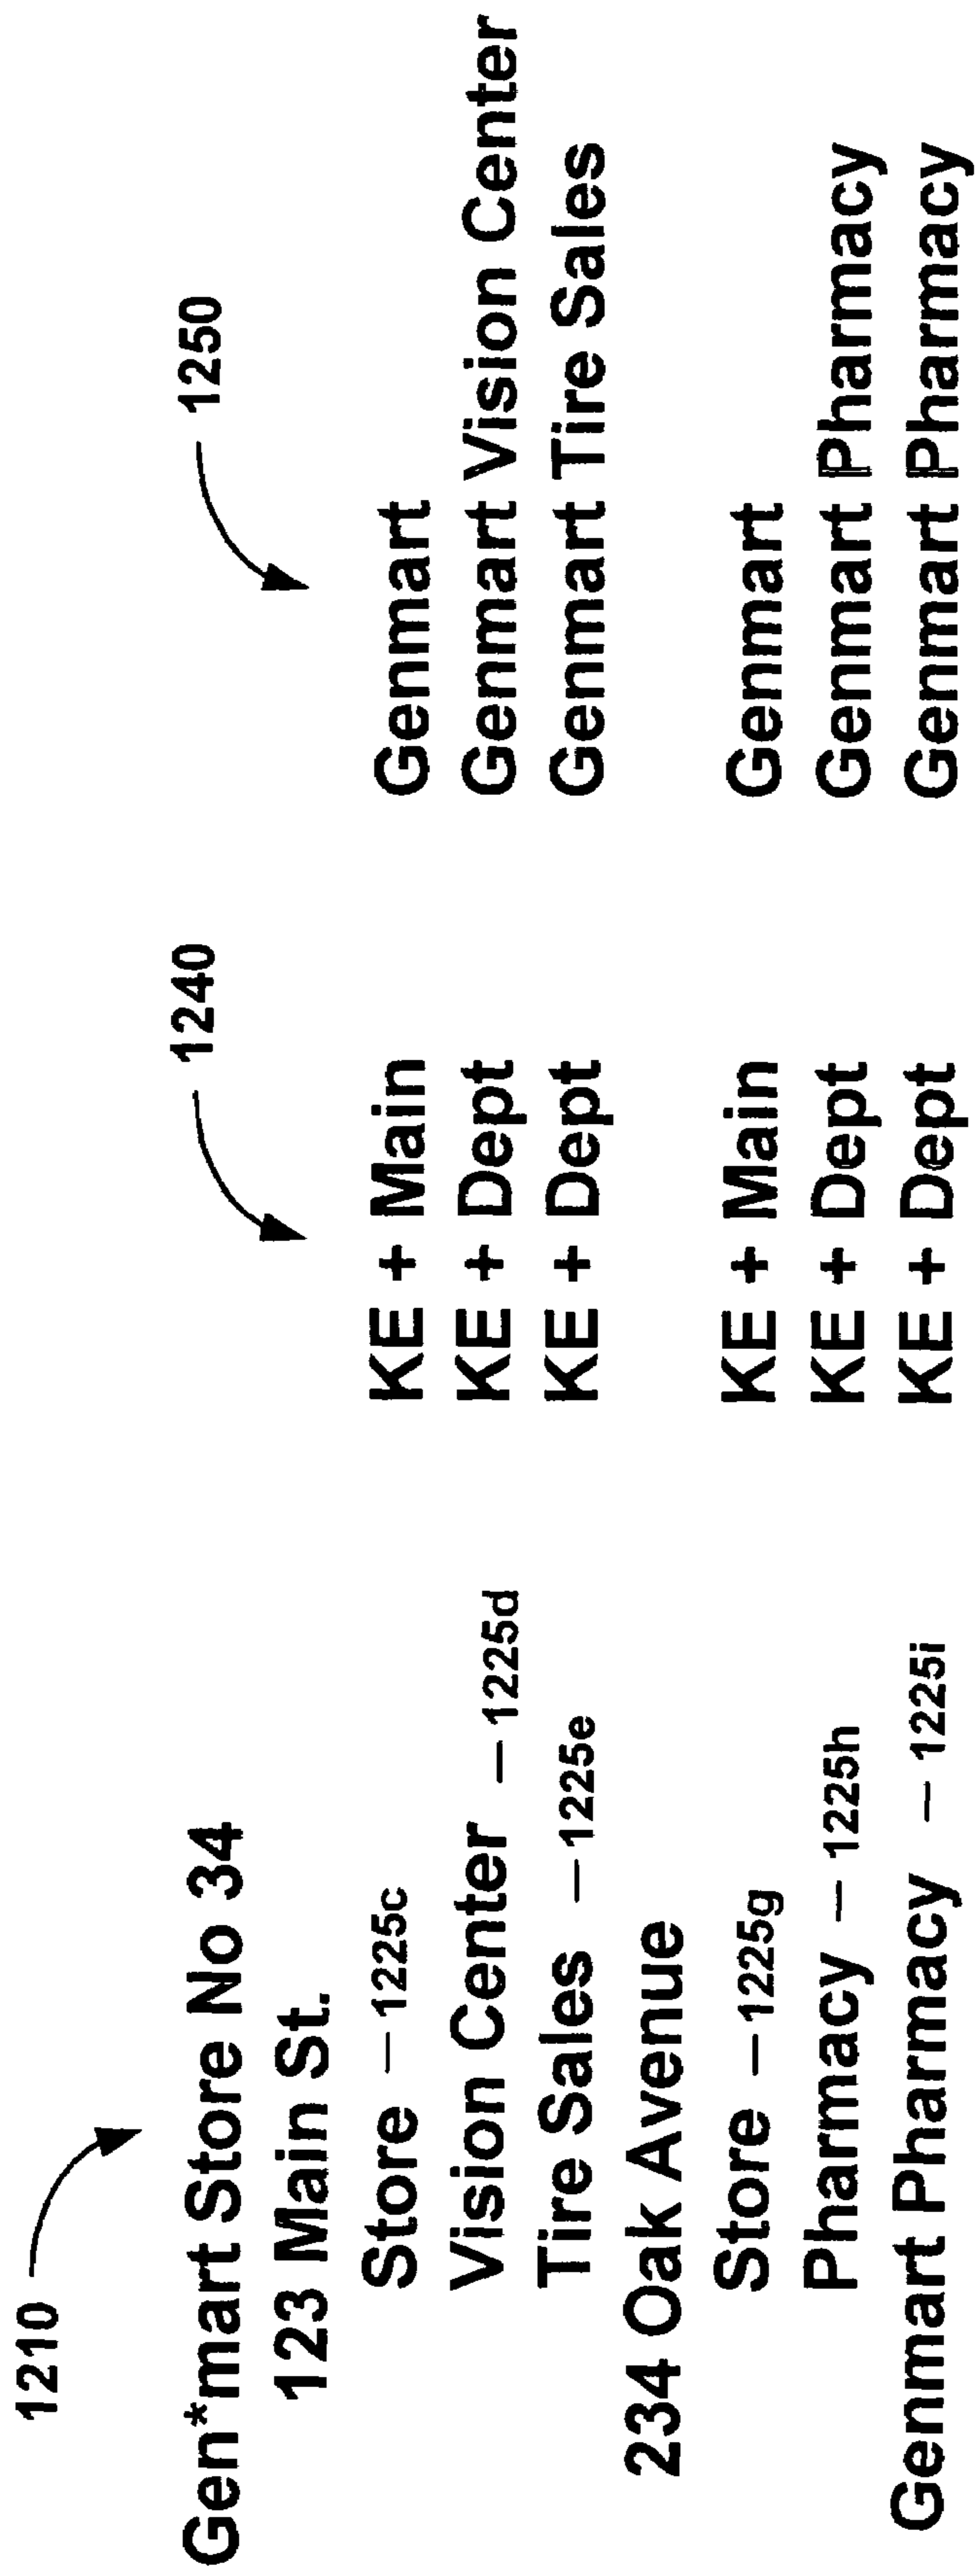 1210 1240 1250
Gen*mart Store No 34
123 Main St.
Store — 1225c KE + Main Genmart
Vision Center — 1225d KE + Dept Genmart Vision Center
Tire Sales — 1225e KE + Dept Genmart Tire Sales
234 Oak Avenue
Store — 1225g KE + Main Genmart
Pharmacy — 1225h KE + Dept Genmart Pharmacy
Genmart Pharmacy — 1225i KE + Dept Genmart Pharmacy